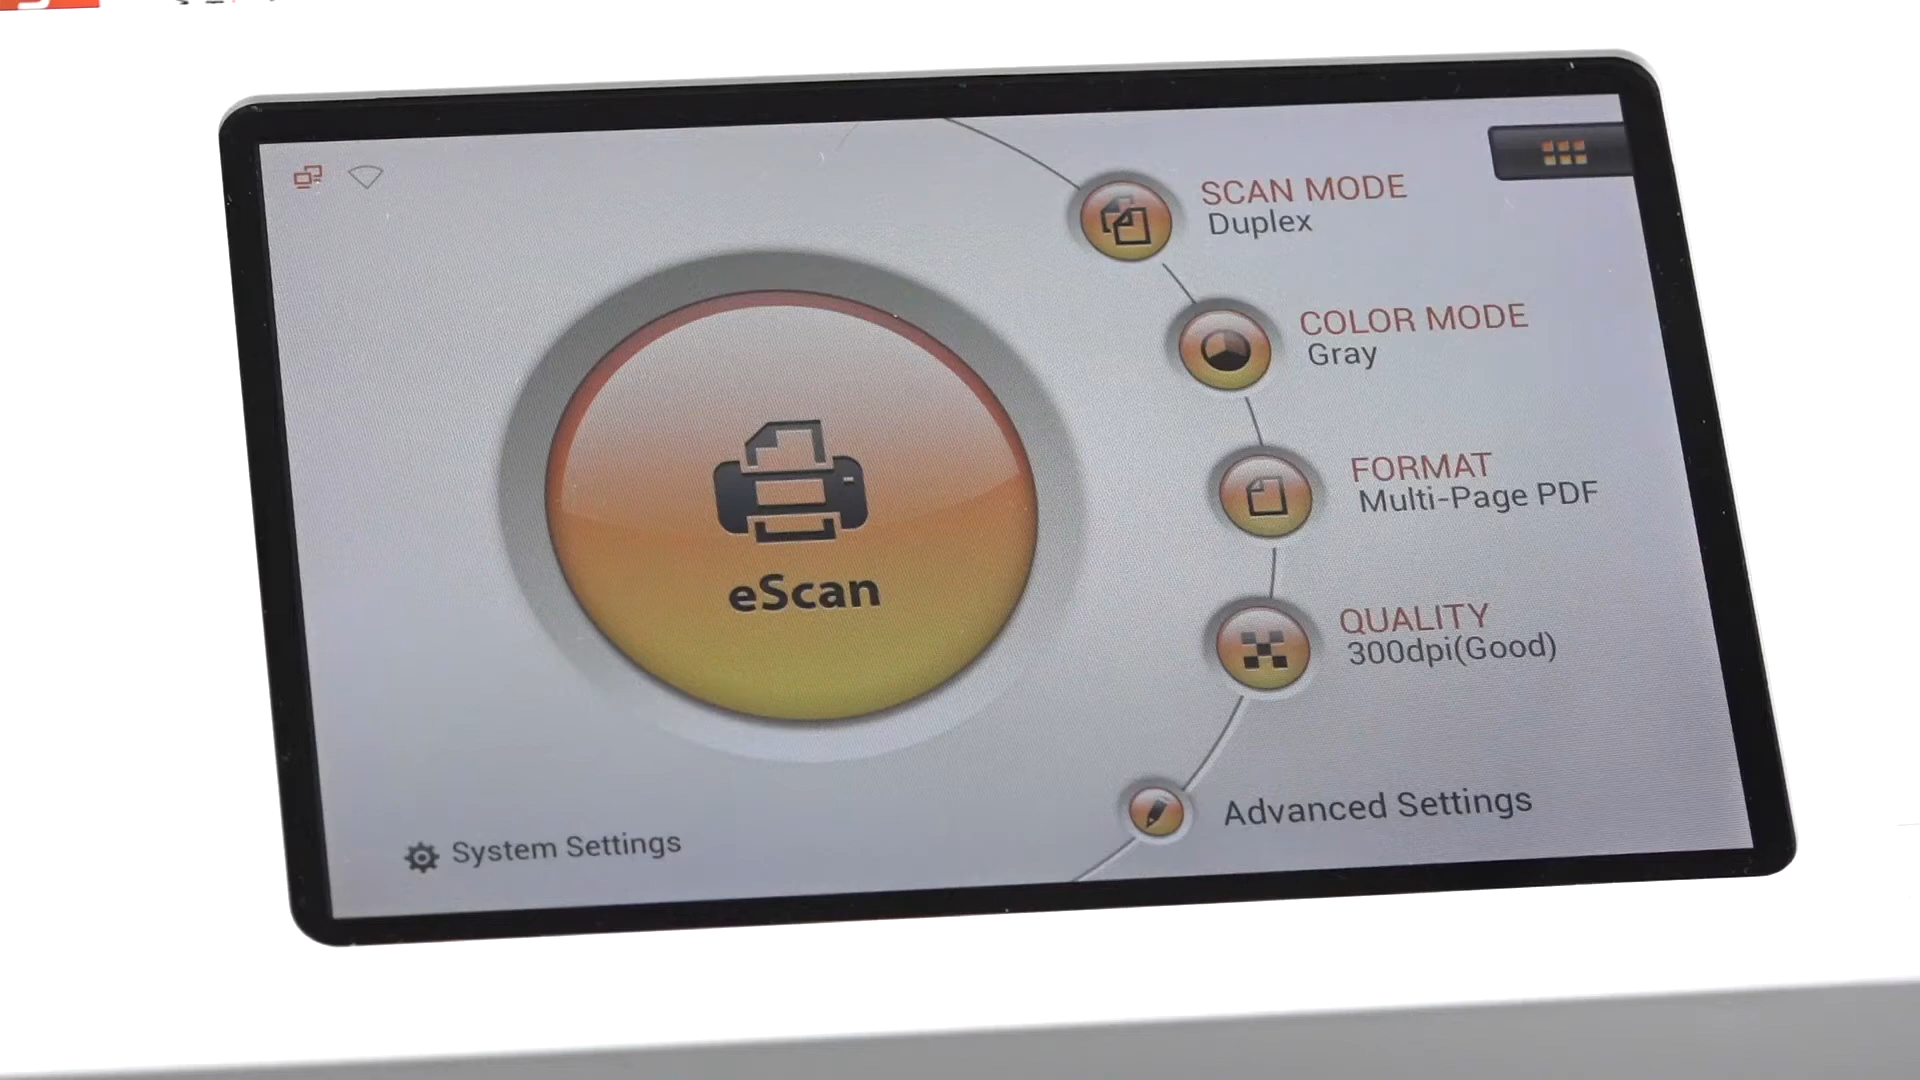 SCAN MODE
Duplex
COLOR MODE
Gray
FORMAT
Multi-Page PDF
QUALITY
300dpi(Good)
eScan
Advanced Settings
System Settings